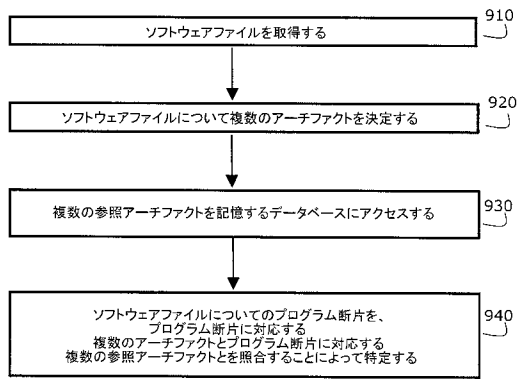 910
ソフトウェアファイルを取得する
920
ソフトウェアファイルについて複数のアーチファクトを決定する
930
複数の参照アーチファクトを記憶するデータベースにアクセスする
940
ソフトウェアファイルについてのプログラム断片を、
プログラム断片に対応する
複数のアーチファクトとプログラム断片に対応する
複数の参照アーチファクトとを照合することによって特定する